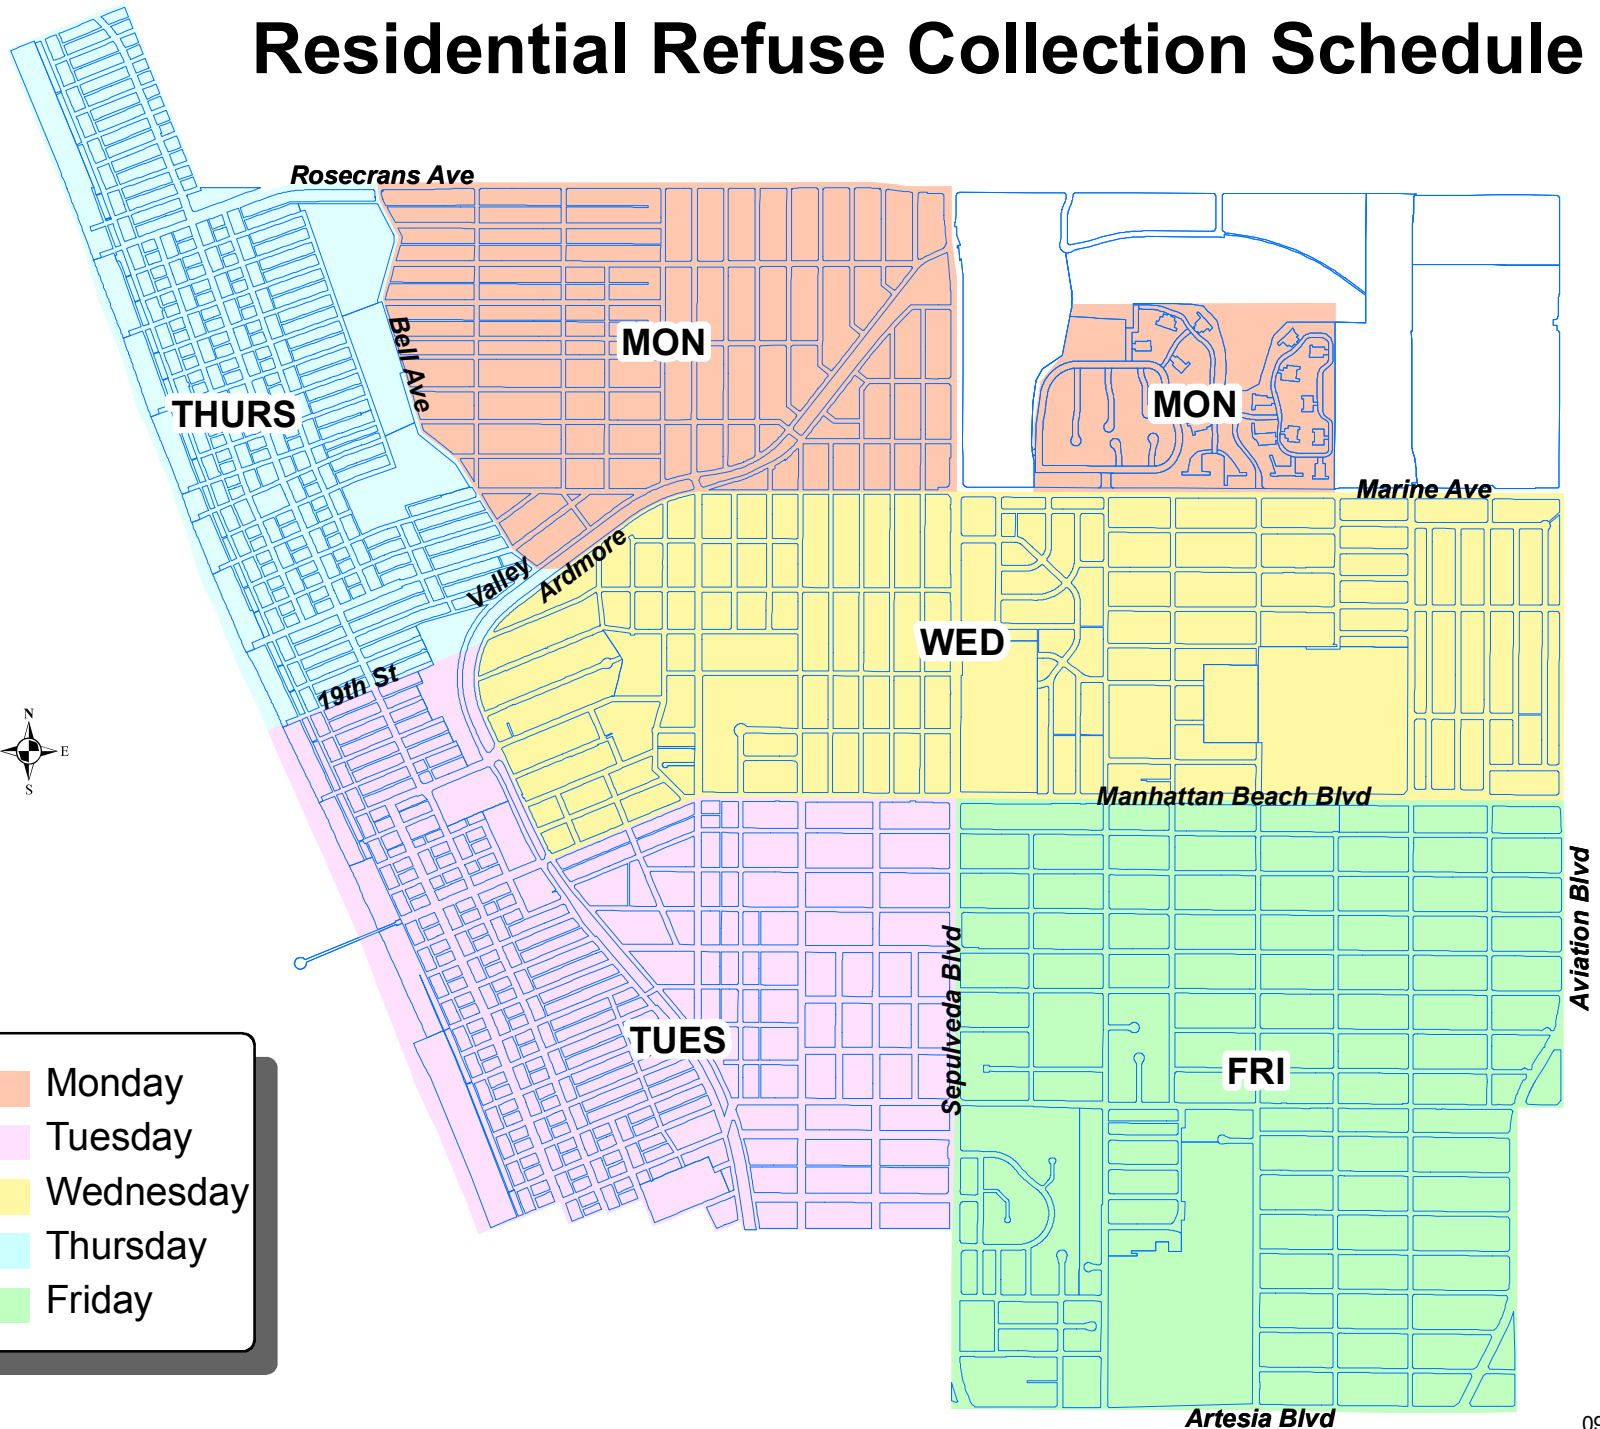 Residential Refuse Collection Schedule
Rosecrans Ave
Bell Ave
MON
THURS
MON
Marine Ave
Valley
Ardmore
WED
19th St
N
E
S
Manhattan Beach Blvd
Aviation Blvd
Sepulveda Blvd
TUES
FRI
Monday
Tuesday
Wednesday
Thursday
Friday
Artesia Blvd
09